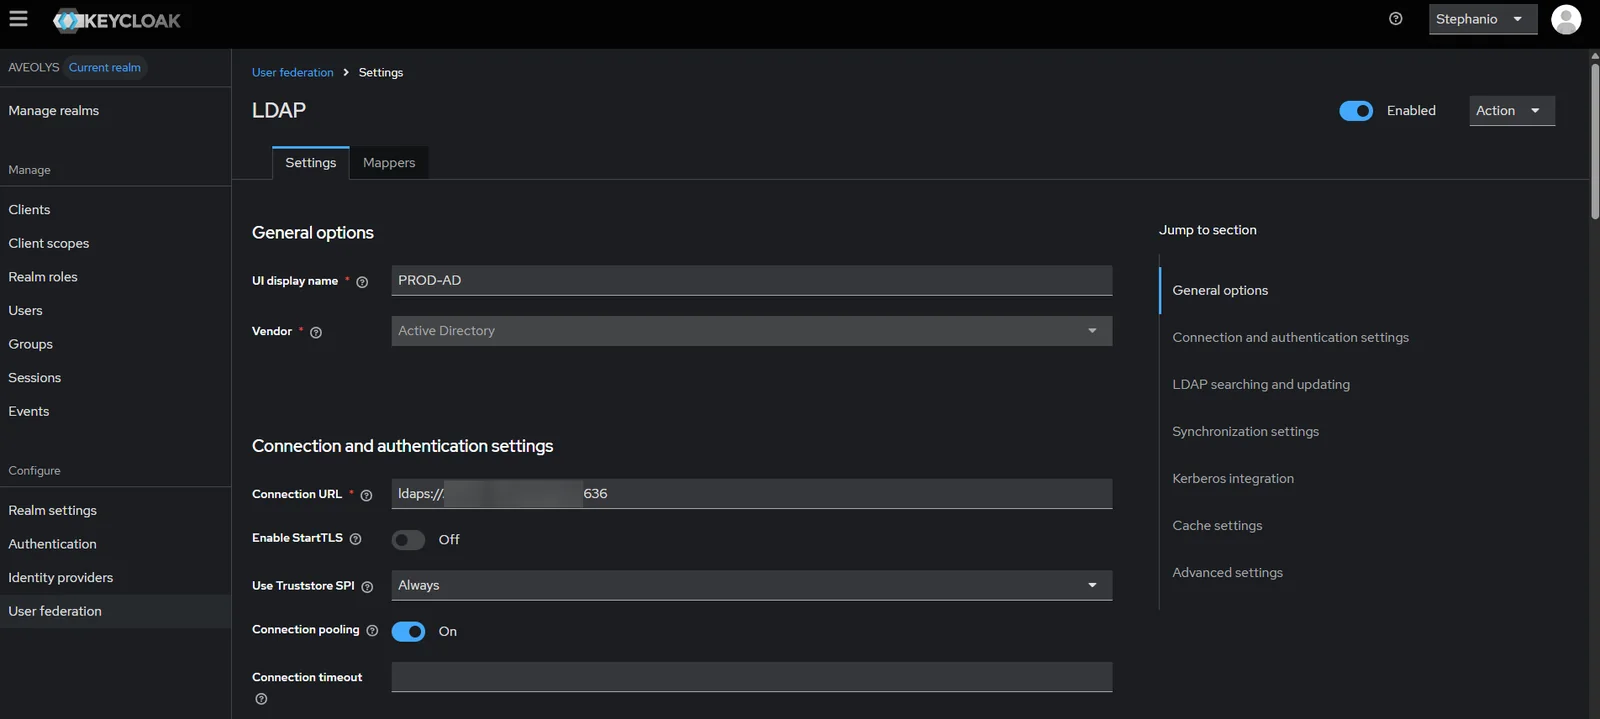 KEYCLOAK
Stephanio
AVEOLYS Current realm
Manage realms
Manage
Clients
Client scopes
Realm roles
Users
Groups
Sessions
Events
Configure
Realm settings
Authentication
Identity providers
User federation
User federation > Settings
LDAP
Enabled
Action
Settings Mappers
General options
UI display name * PROD-AD
Vendor * Active Directory
Connection and authentication settings
Connection URL * ldaps:// 636
Enable StartTLS Off
Use Truststore SPI Always
Connection pooling On
Connection timeout
Jump to section
General options
Connection and authentication settings
LDAP searching and updating
Synchronization settings
Kerberos integration
Cache settings
Advanced settings